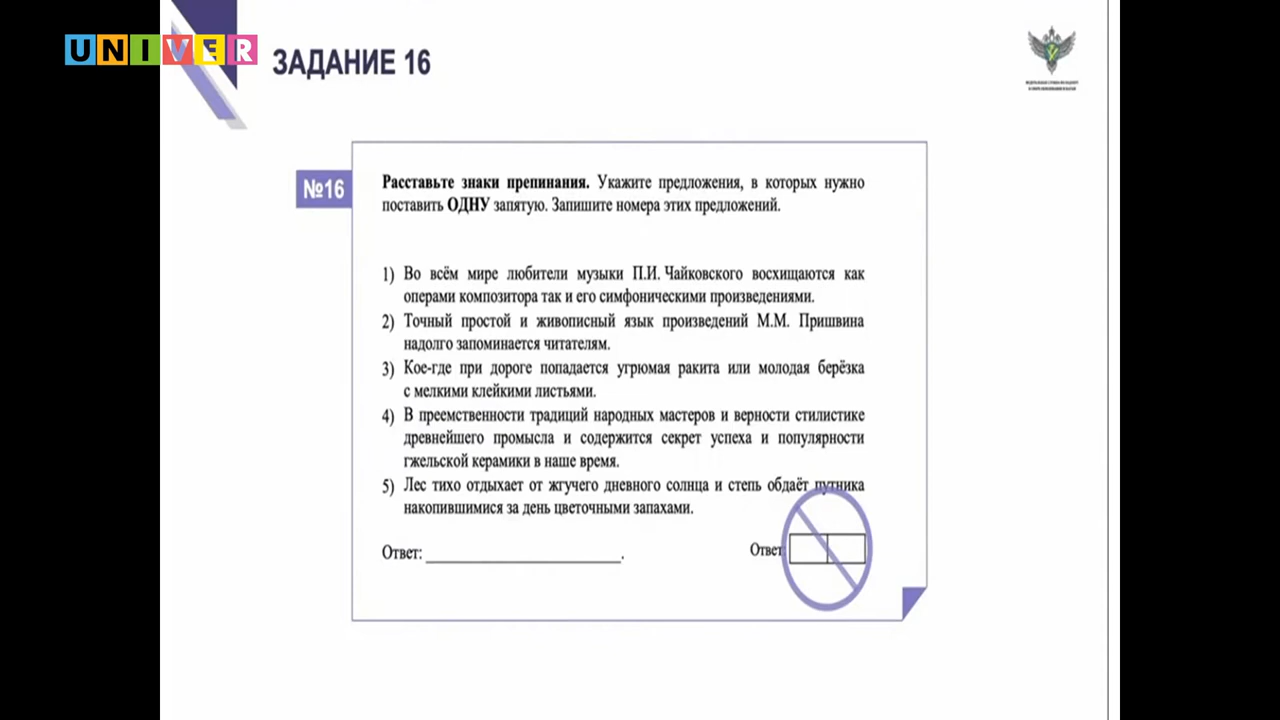 UNIVER
ЗАДАНИЕ 16
№16
Расставьте знаки препинания. Укажите предложения, в которых нужно
поставить ОДНУ запятую. Запишите номера этих предложений.
1) Во всём мире любители музыки П.И. Чайковского восхищаются как
операми композитора так и его симфоническими произведениями.
2) Точный простой и живописный язык произведений М.М. Пришвина
надолго запоминается читателям.
3) Кое-где при дороге попадается угрюмая ракита или молодая берёзка
с мелкими клейкими листьями.
4) В преемственности традиций народных мастеров и верности стилистике
древнейшего промысла и содержится секрет успеха и популярности
гжельской керамики в наше время.
5) Лес тихо отдыхает от жгучего дневного солнца и степь обдаёт путника
накопившимися за день цветочными запахами.
Ответ: ____________________.
Ответ